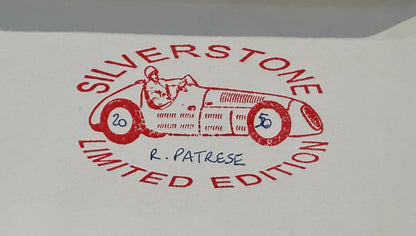 SILVERSTONE
20
50
R. PATRESE
LIMITED EDITION